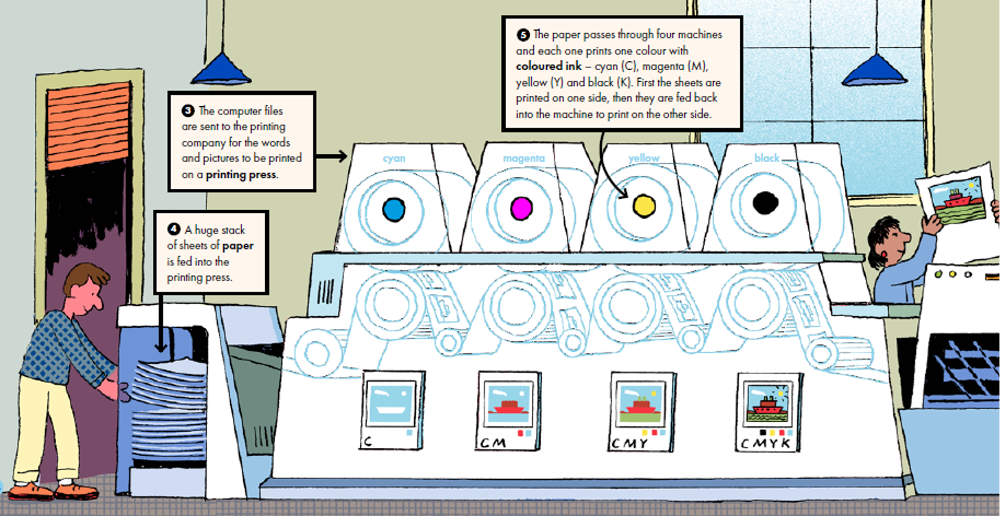 3 The computer files
are sent to the printing
company for the words
and pictures to be printed
on a printing press.
4 A huge stack
of sheets of paper
is fed into the
printing press.
5 The paper passes through four machines
and each one prints one colour with
coloured ink – cyan (C), magenta (M),
yellow (Y) and black (K). First the sheets are
printed on one side, then they are fed back
into the machine to print on the other side.
cyan
magenta
yellow
black
C
CM
CMY
CMYK